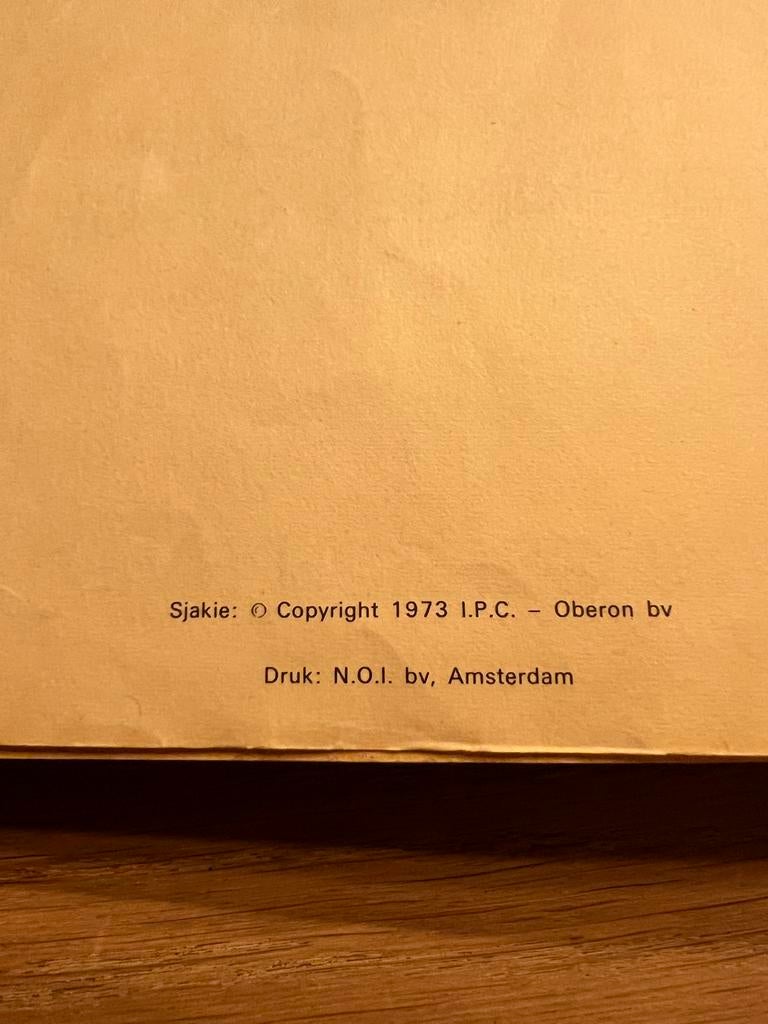 Sjakie: © Copyright 1973 I.P.C. – Oberon bv
Druk: N.O.I. bv, Amsterdam